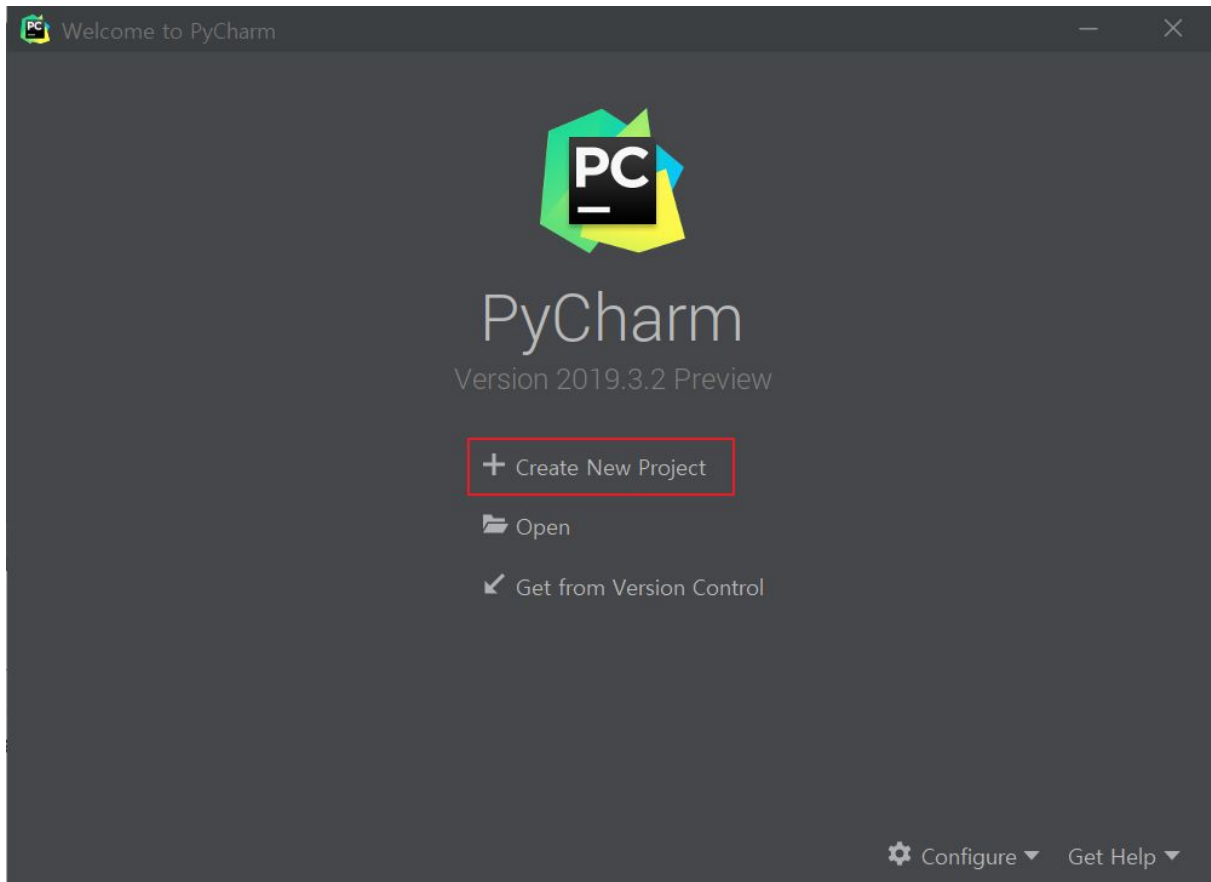 Welcome to PyCharm
PC
PyCharm
Version 2019.3.2 Preview
Create New Project
Open
Get from Version Control
Configure Get Help